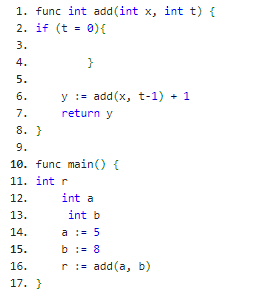 1. func int add(int x, int t) {
2. if (t = 0){
3.
4. }
5.
6. y := add(x, t-1) + 1
7. return y
8. }
9.
10. func main() {
11. int r
12. int a
13. int b
14. a := 5
15. b := 8
16. r := add(a, b)
17. }